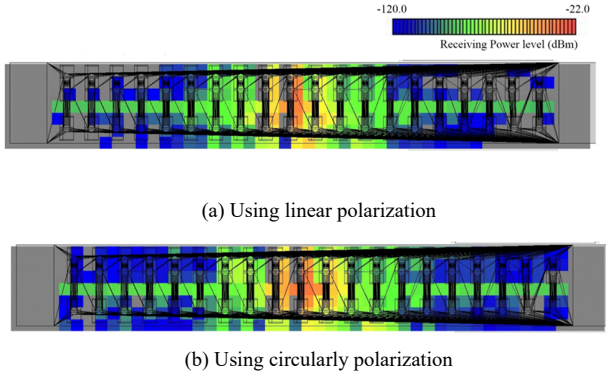 -120.0 -22.0
Receiving Power level (dBm)
(a) Using linear polarization
(b) Using circularly polarization